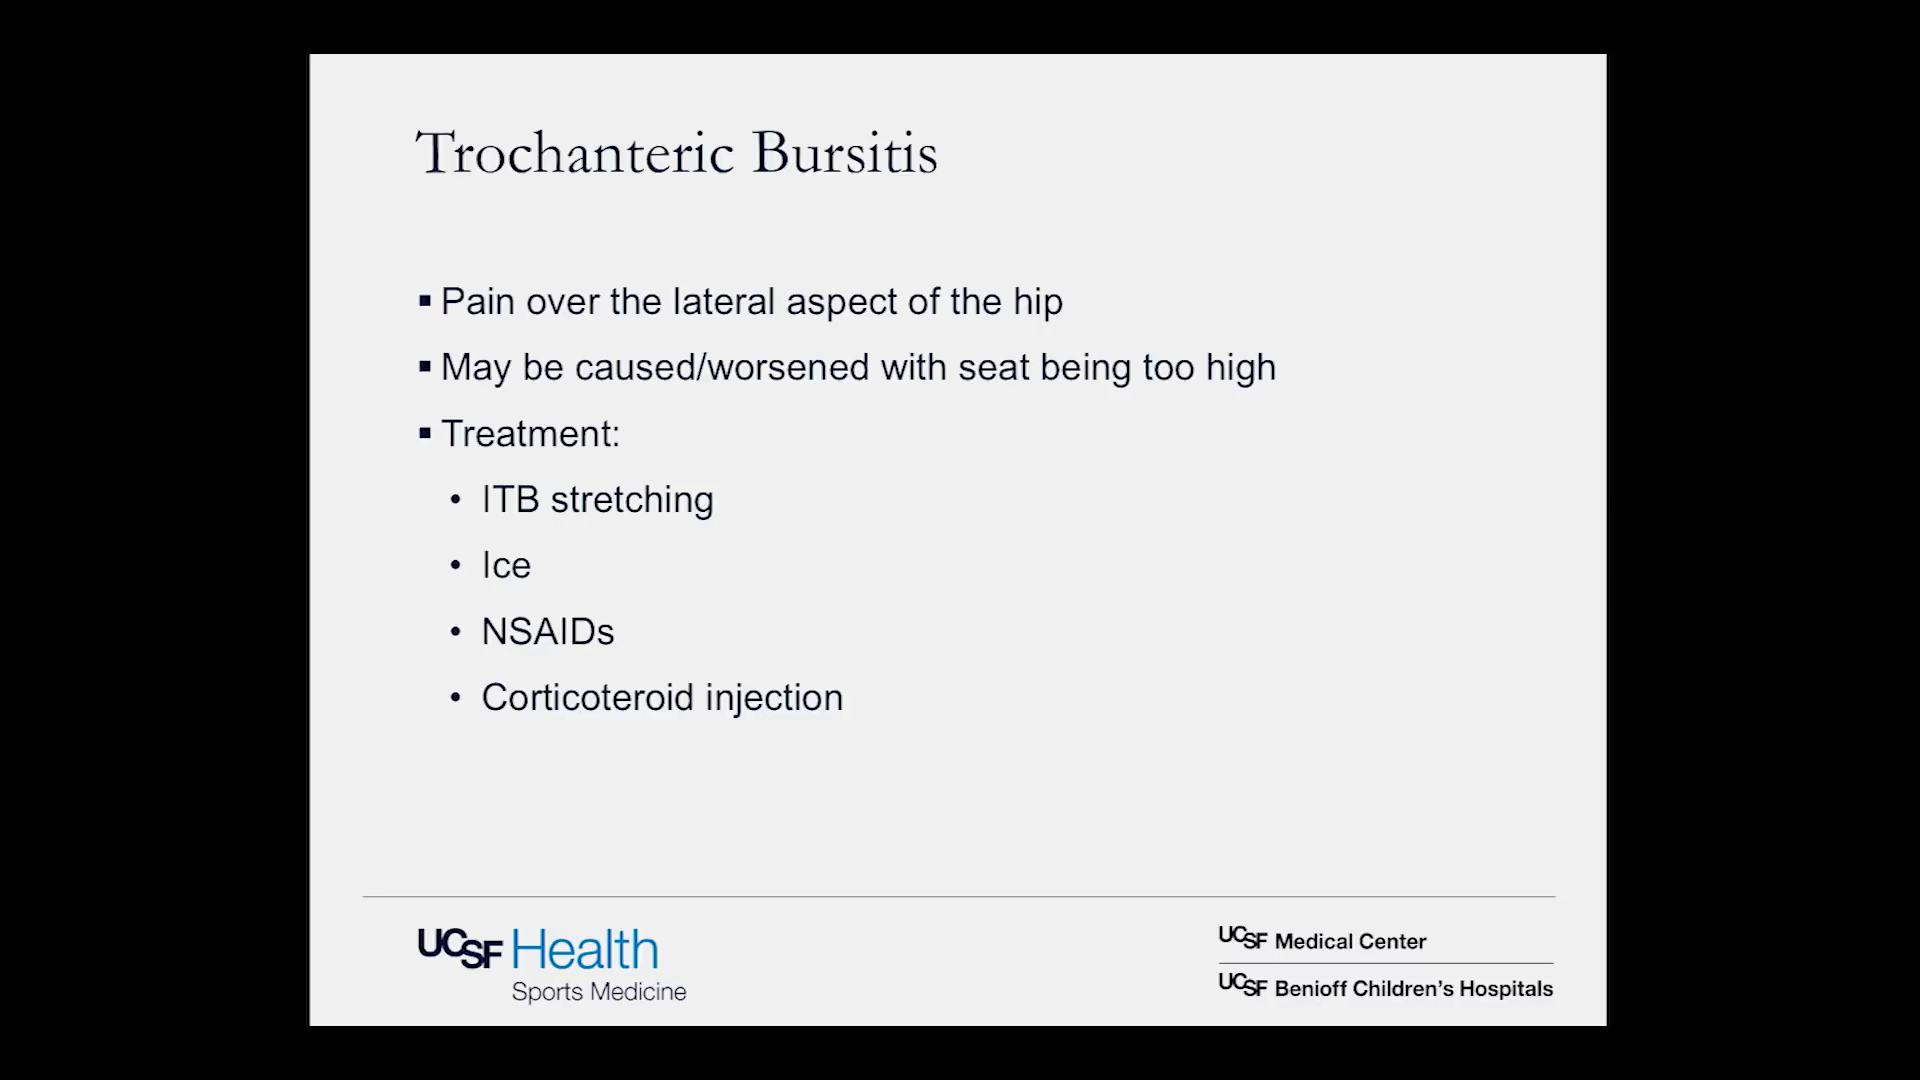 Trochanteric Bursitis
▪ Pain over the lateral aspect of the hip
▪ May be caused/worsened with seat being too high
▪ Treatment:
• ITB stretching
• Ice
• NSAIDs
• Corticoteroid injection
UCSF Health
Sports Medicine
UCSF Medical Center
UCSF Benioff Children's Hospitals